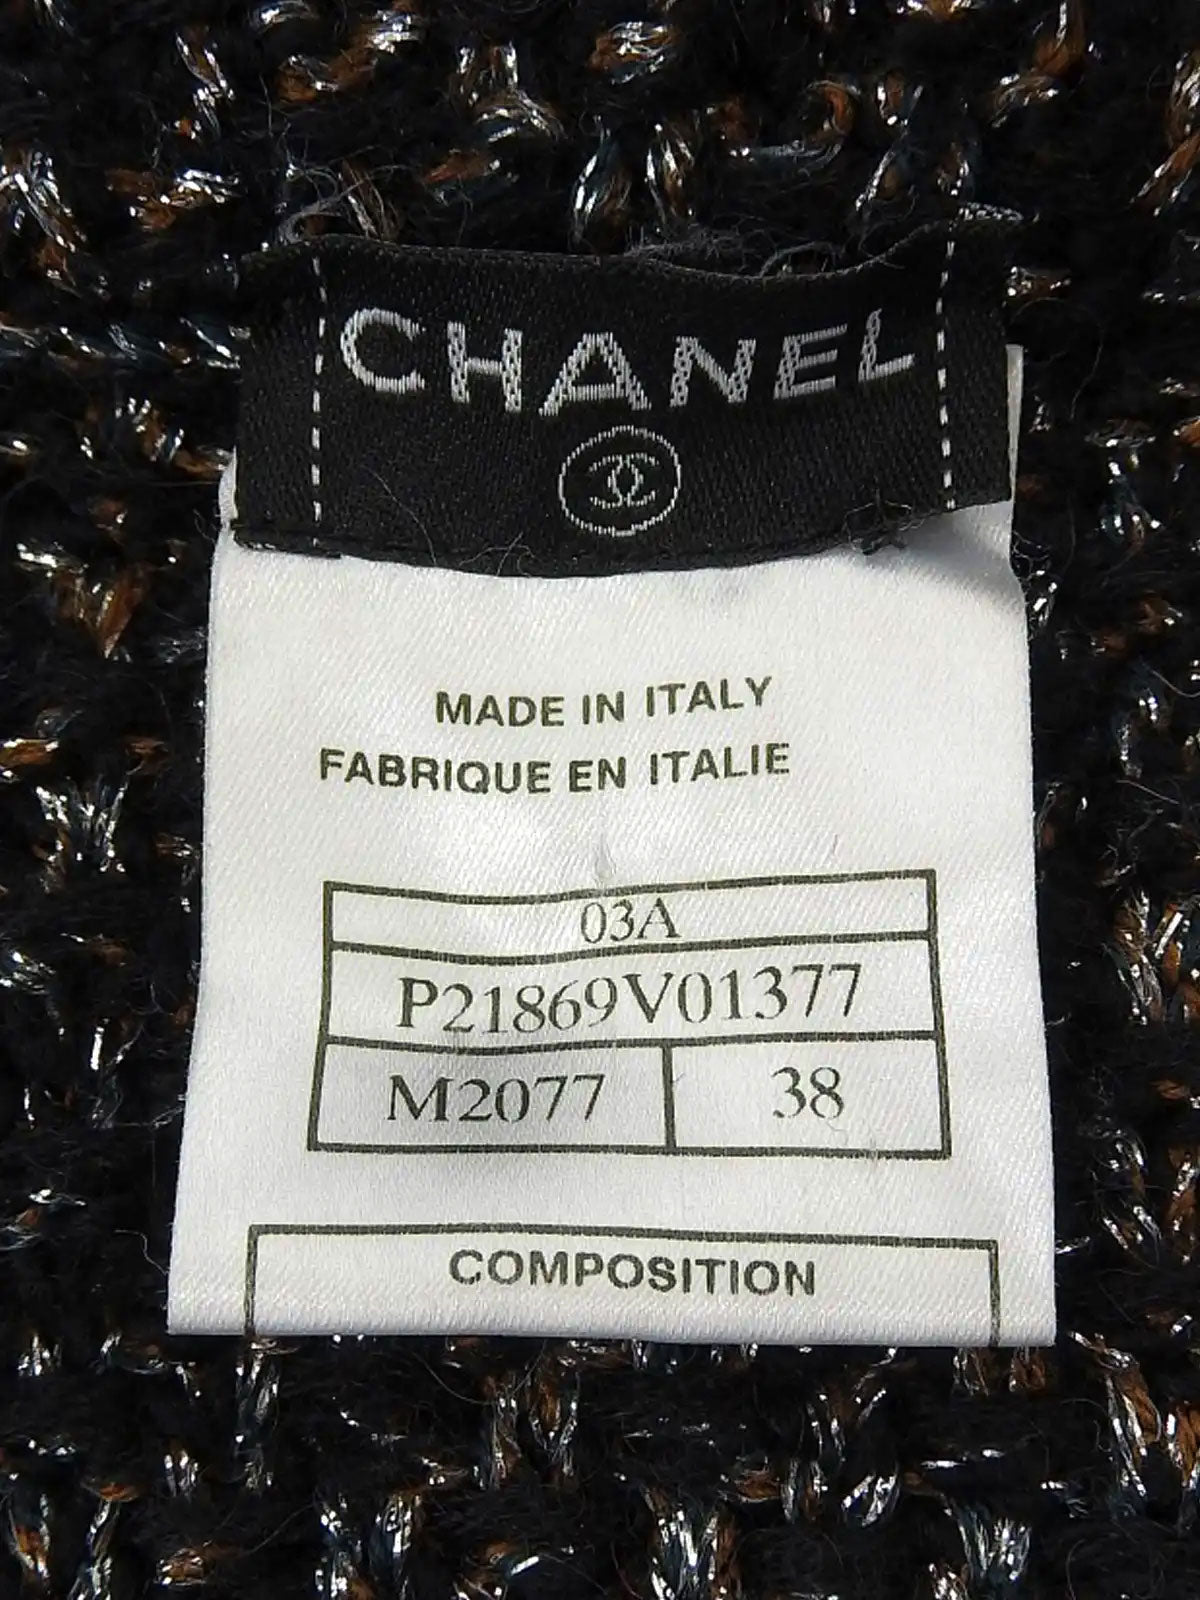 CHANEL
MADE IN ITALY
FABRIQUE EN ITALIE
03A
P21869V01377
M2077 38
COMPOSITION